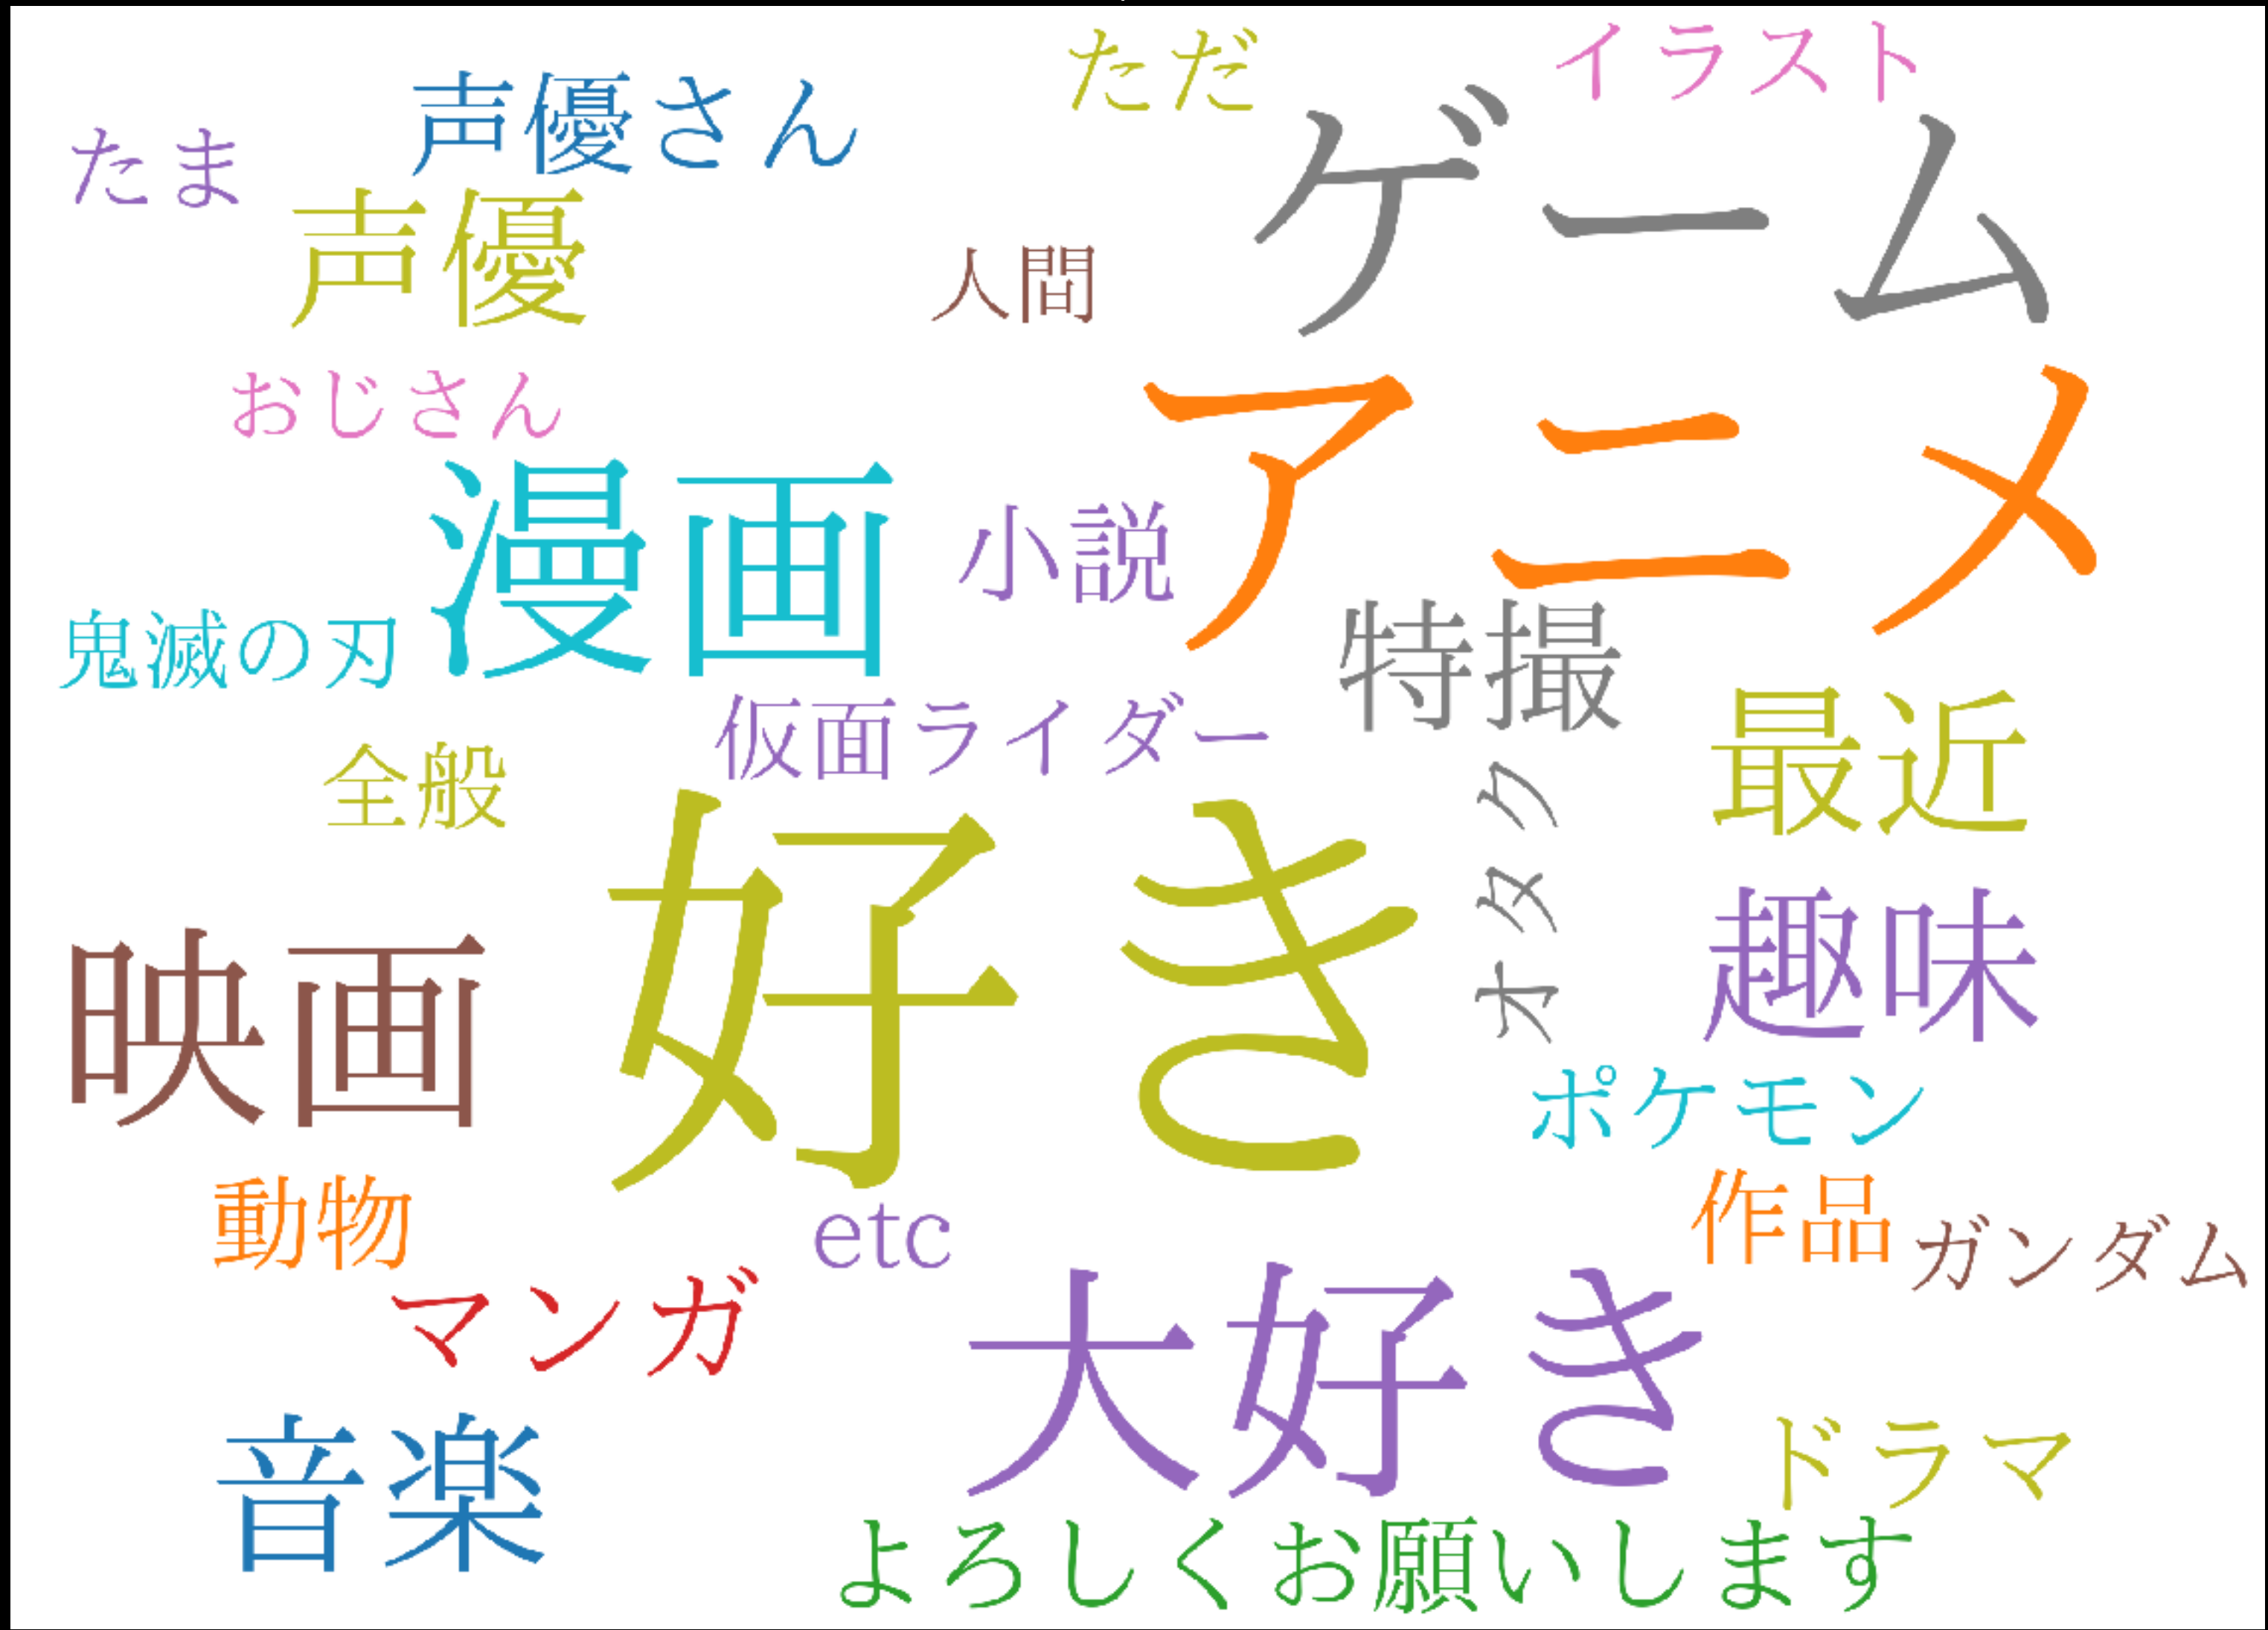 ただ
イラスト
声優さん
ゲーム
たま
声優
人間
おじさん
アニメ
漫画
小説
鬼滅の刃
特撮
仮面ライダー
最近
全般
オタク
好き
趣味
映画
ポケモン
動物
etc
作品
ガンダム
マンガ
大好き
音楽
ドラマ
よろしくお願いします